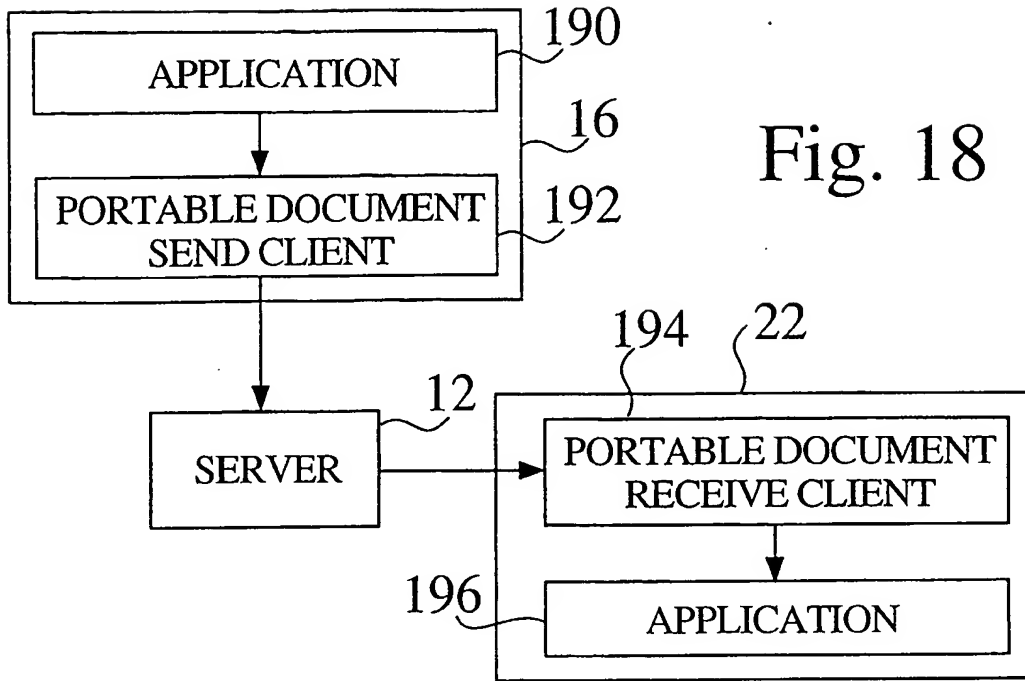 190
APPLICATION
16
Fig. 18
PORTABLE DOCUMENT
SEND CLIENT
192
194
22
12
SERVER
PORTABLE DOCUMENT
RECEIVE CLIENT
196
APPLICATION